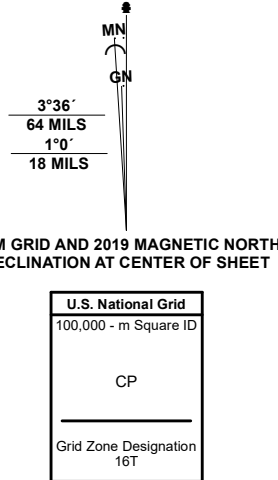 MN
GN
3°36´
64 MILS
1°0´
18 MILS
GRID AND 2019 MAGNETIC NORTH
DECLINATION AT CENTER OF SHEET
U.S. National Grid
100,000 - m Square ID
CP
Grid Zone Designation
16T